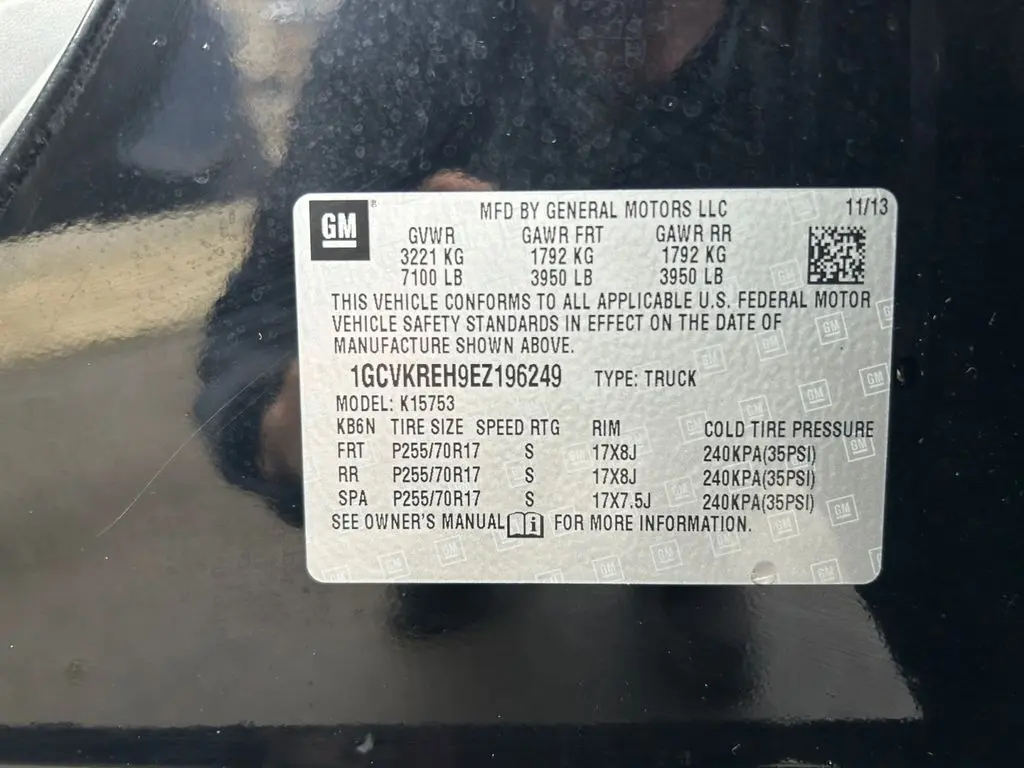 GM ® MFD BY GENERAL MOTORS LLC 11/13
GVWR GAWR FRT GAWR RR
3221 KG 1792 KG 1792 KG
7100 LB 3950 LB 3950 LB
THIS VEHICLE CONFORMS TO ALL APPLICABLE U.S. FEDERAL MOTOR
VEHICLE SAFETY STANDARDS IN EFFECT ON THE DATE OF
MANUFACTURE SHOWN ABOVE.
1GCVKREH9EZ196249 TYPE: TRUCK
MODEL: K15753
KB6N TIRE SIZE SPEED RTG RIM COLD TIRE PRESSURE
FRT P255/70R17 S 17X8J 240KPA(35PSI)
RR P255/70R17 S 17X8J 240KPA(35PSI)
SPA P255/70R17 S 17X7.5J 240KPA(35PSI)
SEE OWNER'S MANUAL i FOR MORE INFORMATION.